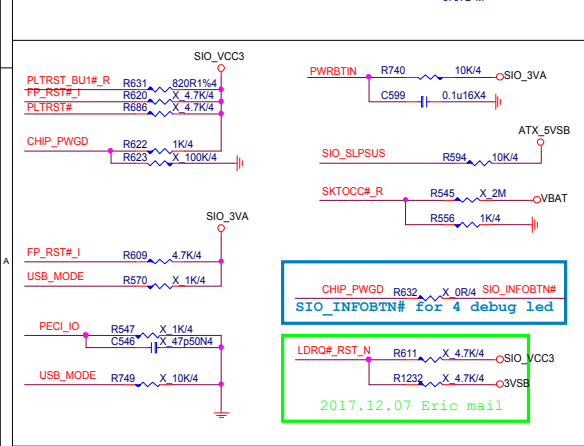 SIO_VCC3
PLTRST_BU1#_R R631 820R1%4
FP_RST#_I R620 X_4.7K/4
PLTRST# R686 X_4.7K/4
CHIP_PWGD R622 1K/4
R623 X_100K/4
SIO_3VA
FP_RST#_I R609 4.7K/4
USB_MODE R570 X_1K/4
PECI_IO R547 X_1K/4
C546 X_47p50N4
USB_MODE R749 X_10K/4
A
PWRBTIN R740 10K/4 SIO_3VA
C599 0.1u16X4
ATX_5VSB
SIO_SLPSUS R594 10K/4
SKTOCC#_R R545 X_2M VBAT
R556 1K/4
CHIP_PWGD R632 X_0R/4 SIO_INFOBTN#
SIO_INFOBTN# for 4 debug led
LDRQ#_RST_N R611 X_4.7K/4 SIO_VCC3
R1232 X_4.7K/4 3VSB
2017.12.07 Eric mail